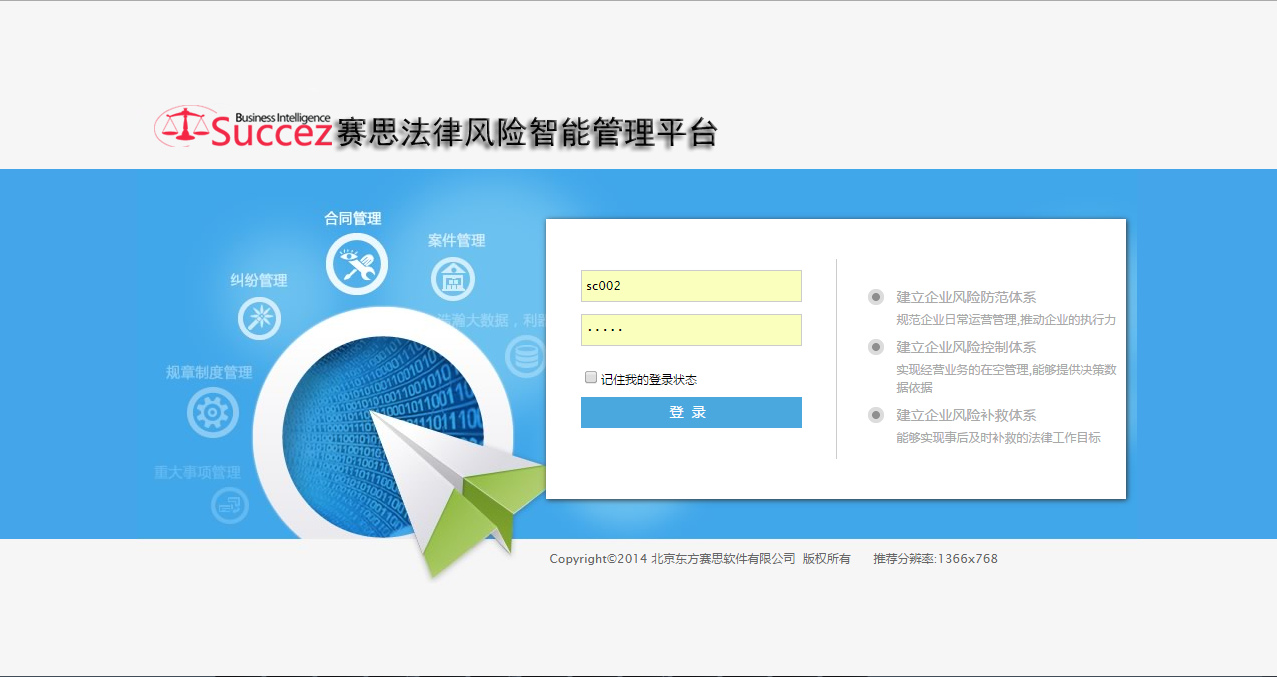 Business Intelligence
Succez 赛思法律风险智能管理平台
合同管理
案件管理
纠纷管理
浩瀚大数据，利器
规章制度管理
重大事项管理
sc002
·····
记住我的登录状态
登 录
建立企业风险防范体系
规范企业日常运营管理,推动企业的执行力
建立企业风险控制体系
实现经营业务的在空管理,能够提供决策数
据依据
建立企业风险补救体系
能够实现事后及时补救的法律工作目标
Copyright©2014 北京东方赛思软件有限公司 版权所有 推荐分辨率:1366x768